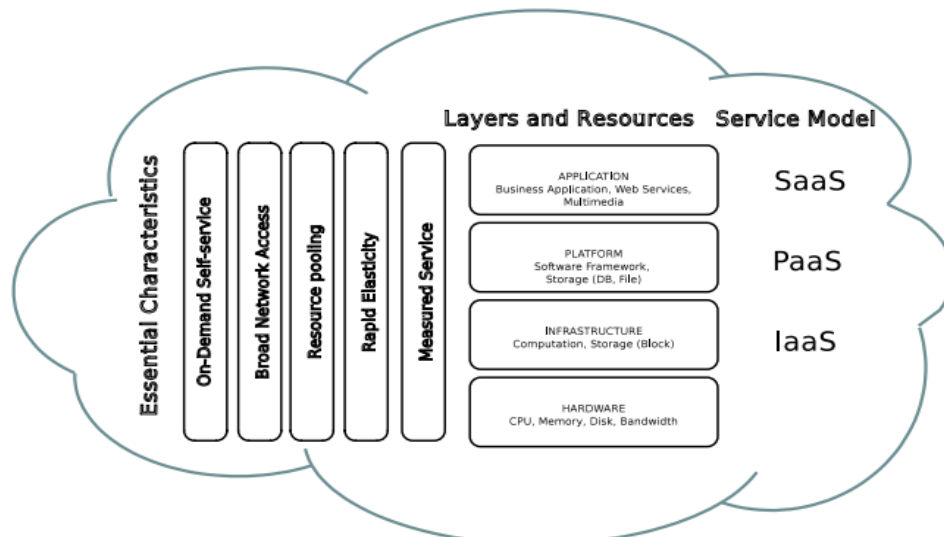 Layers and Resources
Service Model
Essential Characteristics
On-Demand Self-service
Broad Network Access
Resource pooling
Rapid Elasticity
Measured Service
APPLICATION
Business Application, Web Services,
Multimedia
SaaS
PLATFORM
Software Framework,
Storage (DB, File)
PaaS
INFRASTRUCTURE
Computation, Storage (Block)
IaaS
HARDWARE
CPU, Memory, Disk, Bandwidth